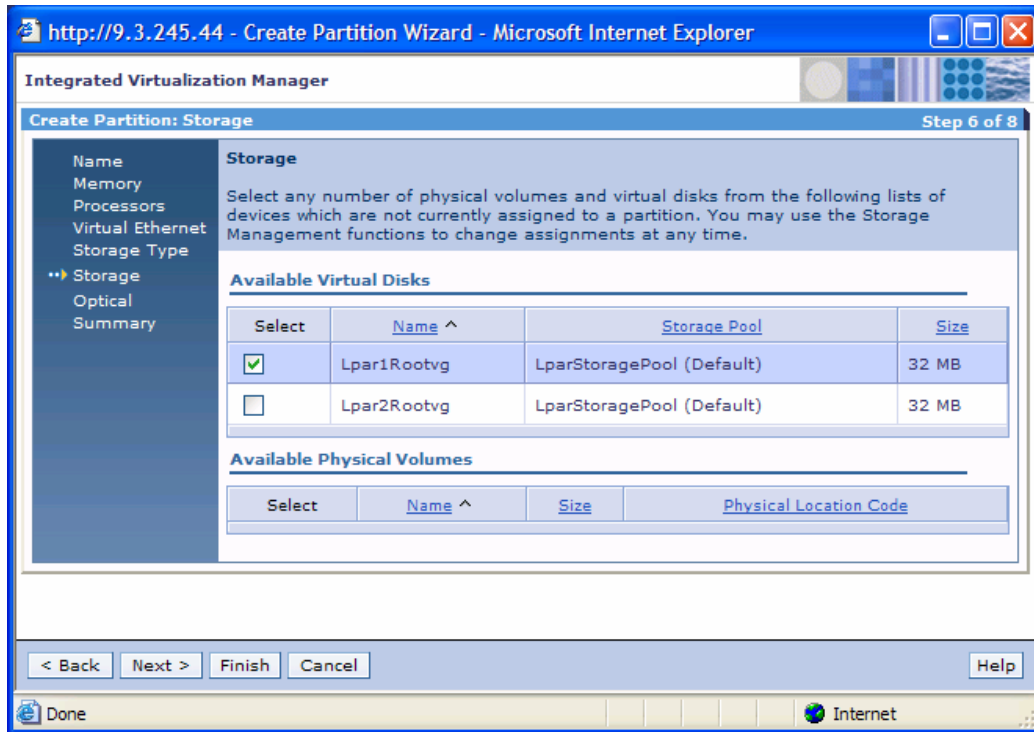 http://9.3.245.44 - Create Partition Wizard - Microsoft Internet Explorer
Integrated Virtualization Manager
Create Partition: Storage Step 6 of 8
Name
Memory
Processors
Virtual Ethernet
Storage Type
Storage
Optical
Summary
Storage
Select any number of physical volumes and virtual disks from the following lists of
devices which are not currently assigned to a partition. You may use the Storage
Management functions to change assignments at any time.
Available Virtual Disks
Select Name ^ Storage Pool Size
Lpar1Rootvg LparStoragePool (Default) 32 MB
Lpar2Rootvg LparStoragePool (Default) 32 MB
Available Physical Volumes
Select Name ^ Size Physical Location Code
< Back Next > Finish Cancel Help
Done Internet